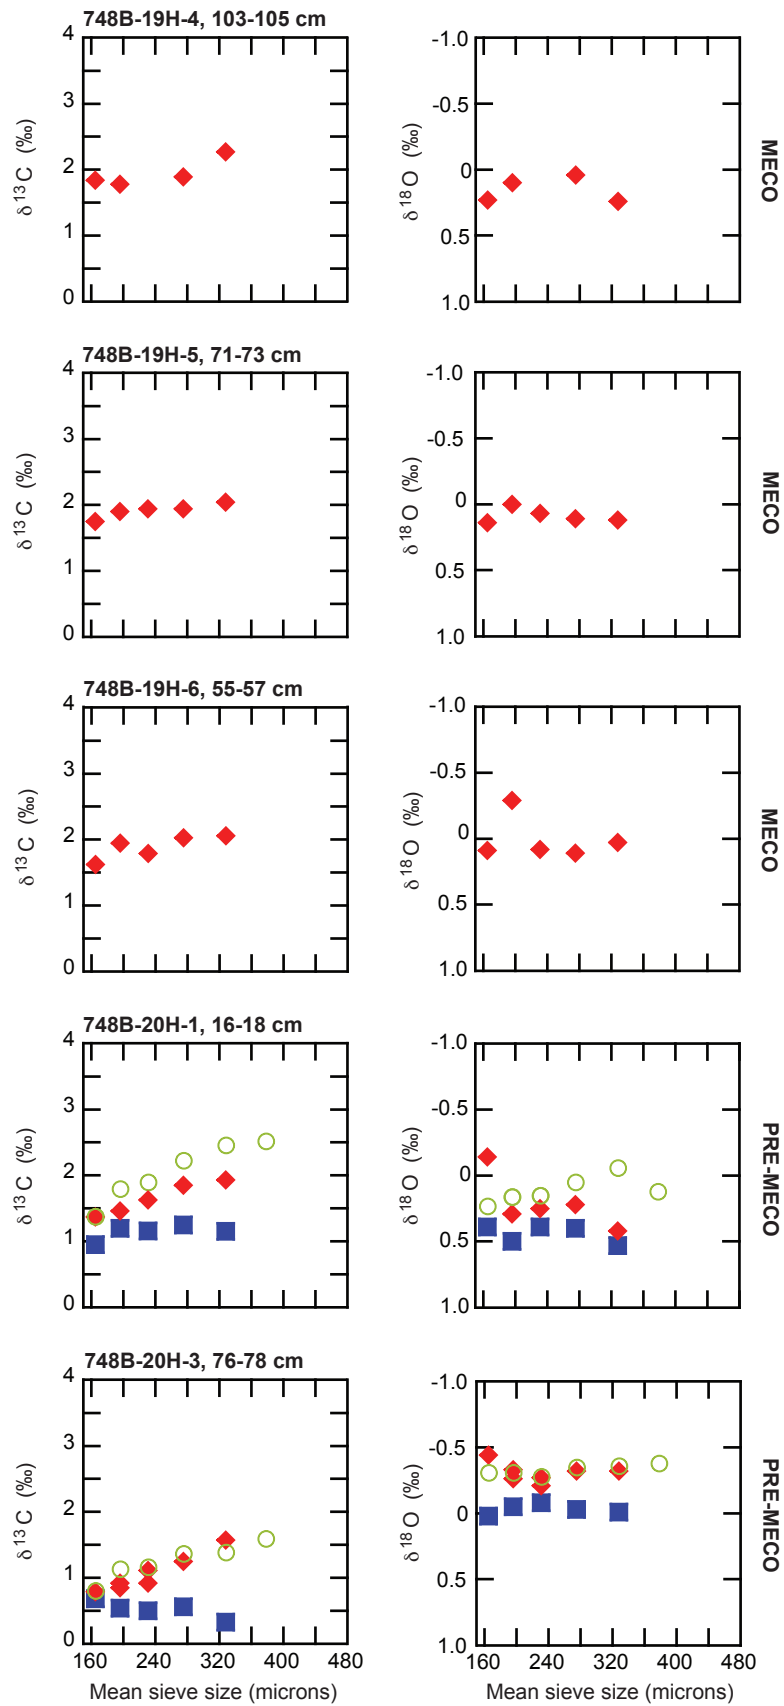 748B-19H-4, 103-105 cm
4
3
2
1
0
δ13C (‰)
-1.0
-0.5
0
0.5
1.0
δ18O (‰)
MECO
748B-19H-5, 71-73 cm
4
3
2
1
0
δ13C (‰)
-1.0
-0.5
0
0.5
1.0
δ18O (‰)
MECO
748B-19H-6, 55-57 cm
4
3
2
1
0
δ13C (‰)
-1.0
-0.5
0
0.5
1.0
δ18O (‰)
MECO
748B-20H-1, 16-18 cm
4
3
2
1
0
δ13C (‰)
-1.0
-0.5
0
0.5
1.0
δ18O (‰)
PRE-MECO
748B-20H-3, 76-78 cm
4
3
2
1
0
δ13C (‰)
160 240 320 400 480
Mean sieve size (microns)
-1.0
-0.5
0
0.5
1.0
δ18O (‰)
160 240 320 400 480
Mean sieve size (microns)
PRE-MECO